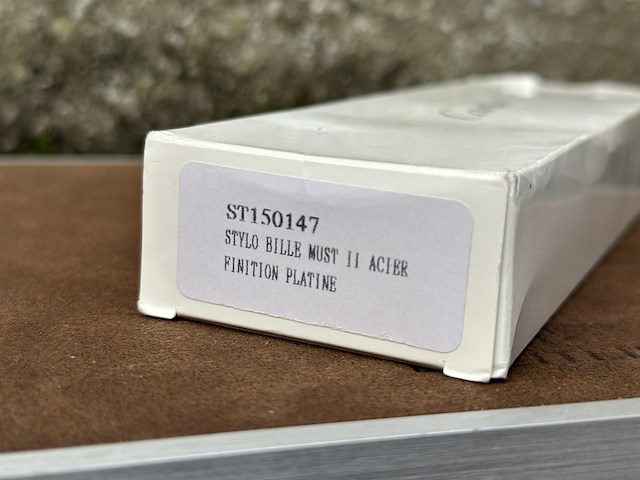 ST150147
STYLO BILLE MUST II ACIER
FINITION PLATINE